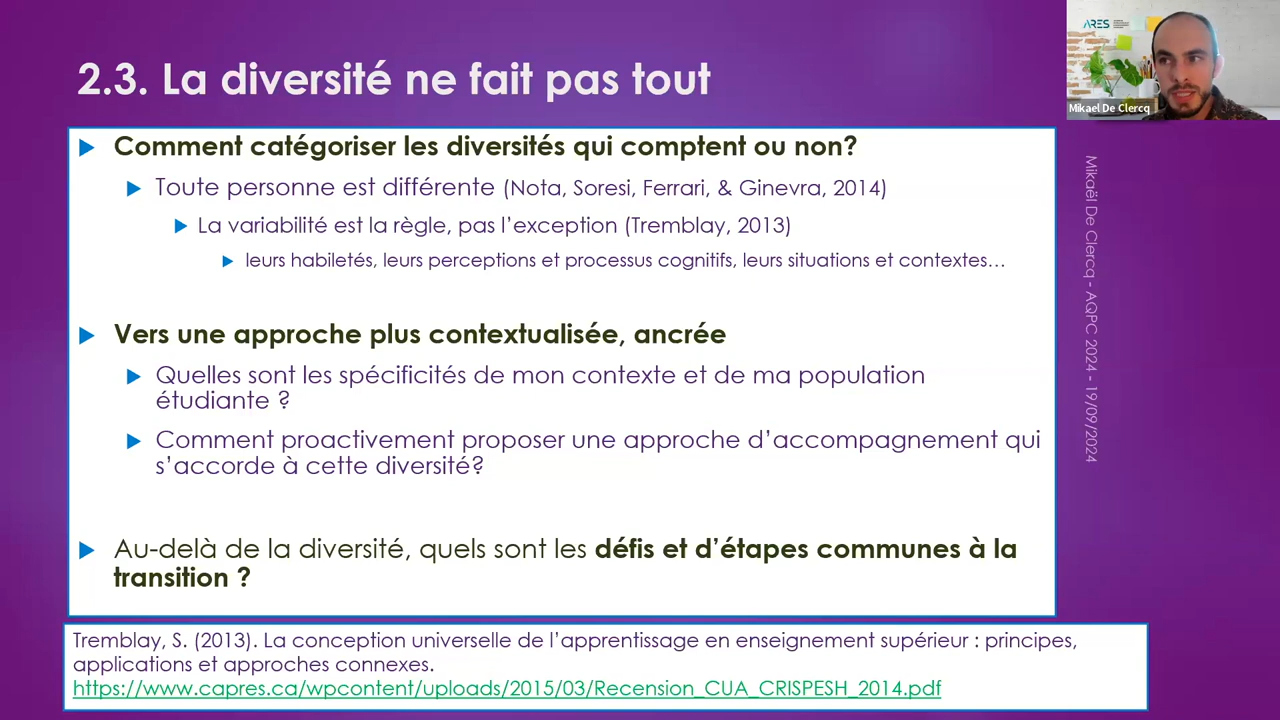 2.3. La diversité ne fait pas tout
ARES
Mikael De Clercq
Comment catégoriser les diversités qui comptent ou non?
Toute personne est différente (Nota, Soresi, Ferrari, & Ginevra, 2014)
La variabilité est la règle, pas l'exception (Tremblay, 2013)
leurs habiletés, leurs perceptions et processus cognitifs, leurs situations et contextes…
Vers une approche plus contextualisée, ancrée
Quelles sont les spécificités de mon contexte et de ma population
étudiante ?
Comment proactivement proposer une approche d'accompagnement qui
s'accorde à cette diversité?
Au-delà de la diversité, quels sont les défis et d'étapes communes à la
transition ?
Mikaël De Clercq - AQPC 2024 - 19/09/2024
Tremblay, S. (2013). La conception universelle de l'apprentissage en enseignement supérieur : principes,
applications et approches connexes.
https://www.capres.ca/wpcontent/uploads/2015/03/Recension_CUA_CRISPESH_2014.pdf